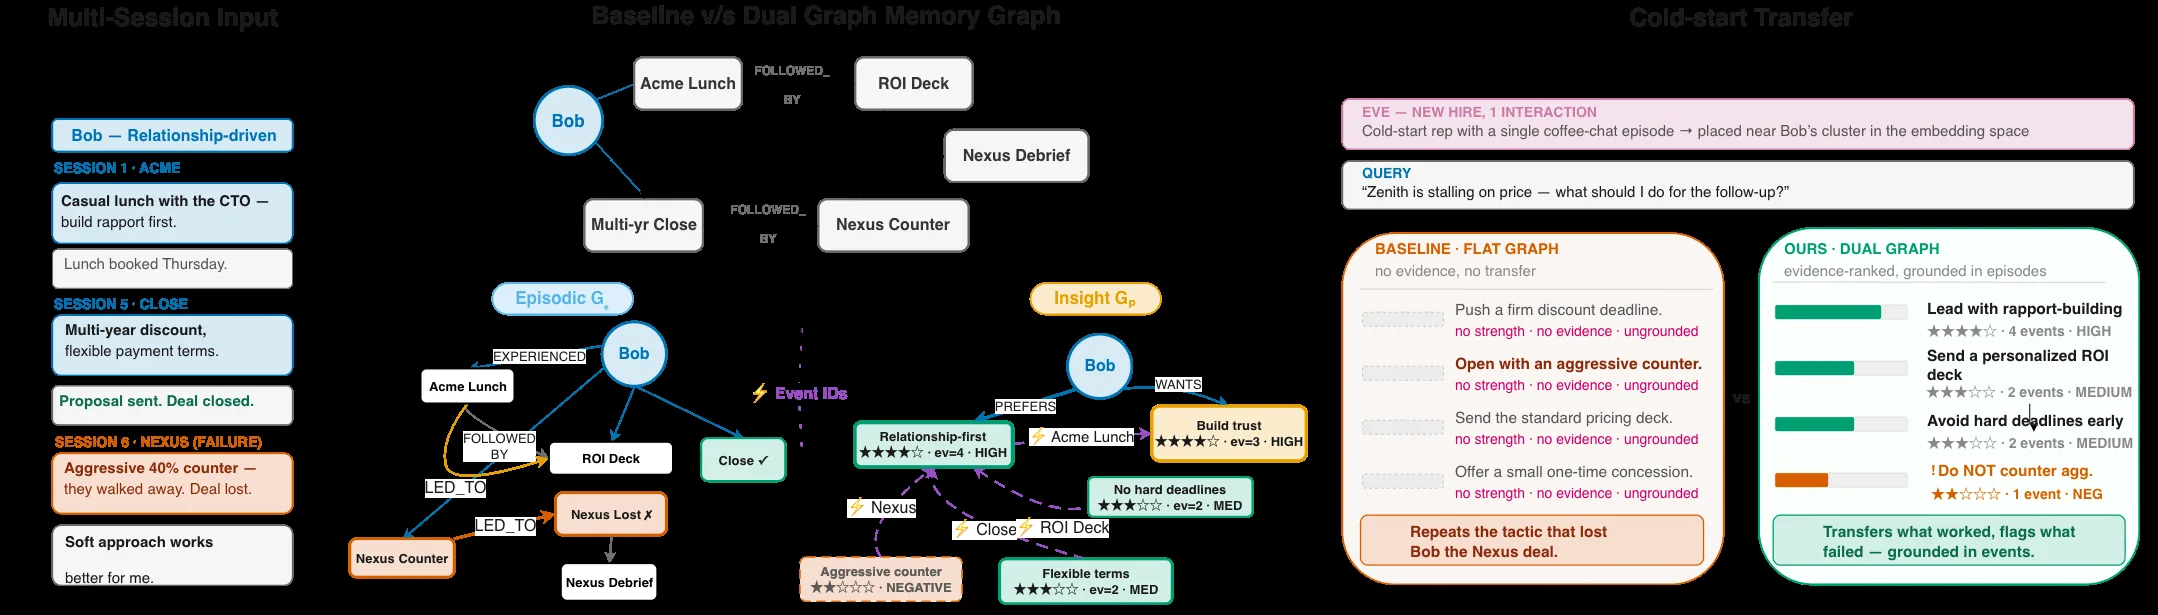 Multi-Session Input
Baseline v/s Dual Graph Memory Graph
Cold-start Transfer
Bob — Relationship-driven
SESSION 1 · ACME
Casual lunch with the CTO —
build rapport first.
Lunch booked Thursday.
SESSION 5 · CLOSE
Multi-year discount,
flexible payment terms.
Proposal sent. Deal closed.
SESSION 6 · NEXUS (FAILURE)
Aggressive 40% counter —
they walked away. Deal lost.
Soft approach works
better for me.
Bob
Acme Lunch
FOLLOWED_
BY
ROI Deck
Nexus Debrief
Multi-yr Close
FOLLOWED_
BY
Nexus Counter
Episodic Ge
Bob
EXPERIENCED
Acme Lunch
FOLLOWED
BY
ROI Deck
Close ✓
LED_TO
LED_TO
Nexus Lost ✗
Nexus Counter
Nexus Debrief
⚡ Event IDs
Insight Gp
Bob
WANTS
PREFERS
Relationship-first
★★★★☆ · ev=4 · HIGH
⚡ Acme Lunch
Build trust
★★★★☆ · ev=3 · HIGH
No hard deadlines
★★★☆☆ · ev=2 · MED
⚡ Nexus
⚡ Close
⚡ ROI Deck
Aggressive counter
★★☆☆☆ · NEGATIVE
Flexible terms
★★★☆☆ · ev=2 · MED
EVE — NEW HIRE, 1 INTERACTION
Cold-start rep with a single coffee-chat episode → placed near Bob's cluster in the embedding space
QUERY
“Zenith is stalling on price — what should I do for the follow-up?”
BASELINE · FLAT GRAPH
no evidence, no transfer
Push a firm discount deadline.
no strength · no evidence · ungrounded
Open with an aggressive counter.
no strength · no evidence · ungrounded
Send the standard pricing deck.
no strength · no evidence · ungrounded
Offer a small one-time concession.
no strength · no evidence · ungrounded
Repeats the tactic that lost
Bob the Nexus deal.
VS
OURS · DUAL GRAPH
evidence-ranked, grounded in episodes
Lead with rapport-building
★★★★☆ · 4 events · HIGH
Send a personalized ROI
deck
★★★☆☆ · 2 events · MEDIUM
Avoid hard deadlines early
★★★☆☆ · 2 events · MEDIUM
! Do NOT counter agg.
★★☆☆☆ · 1 event · NEG
Transfers what worked, flags what
failed — grounded in events.